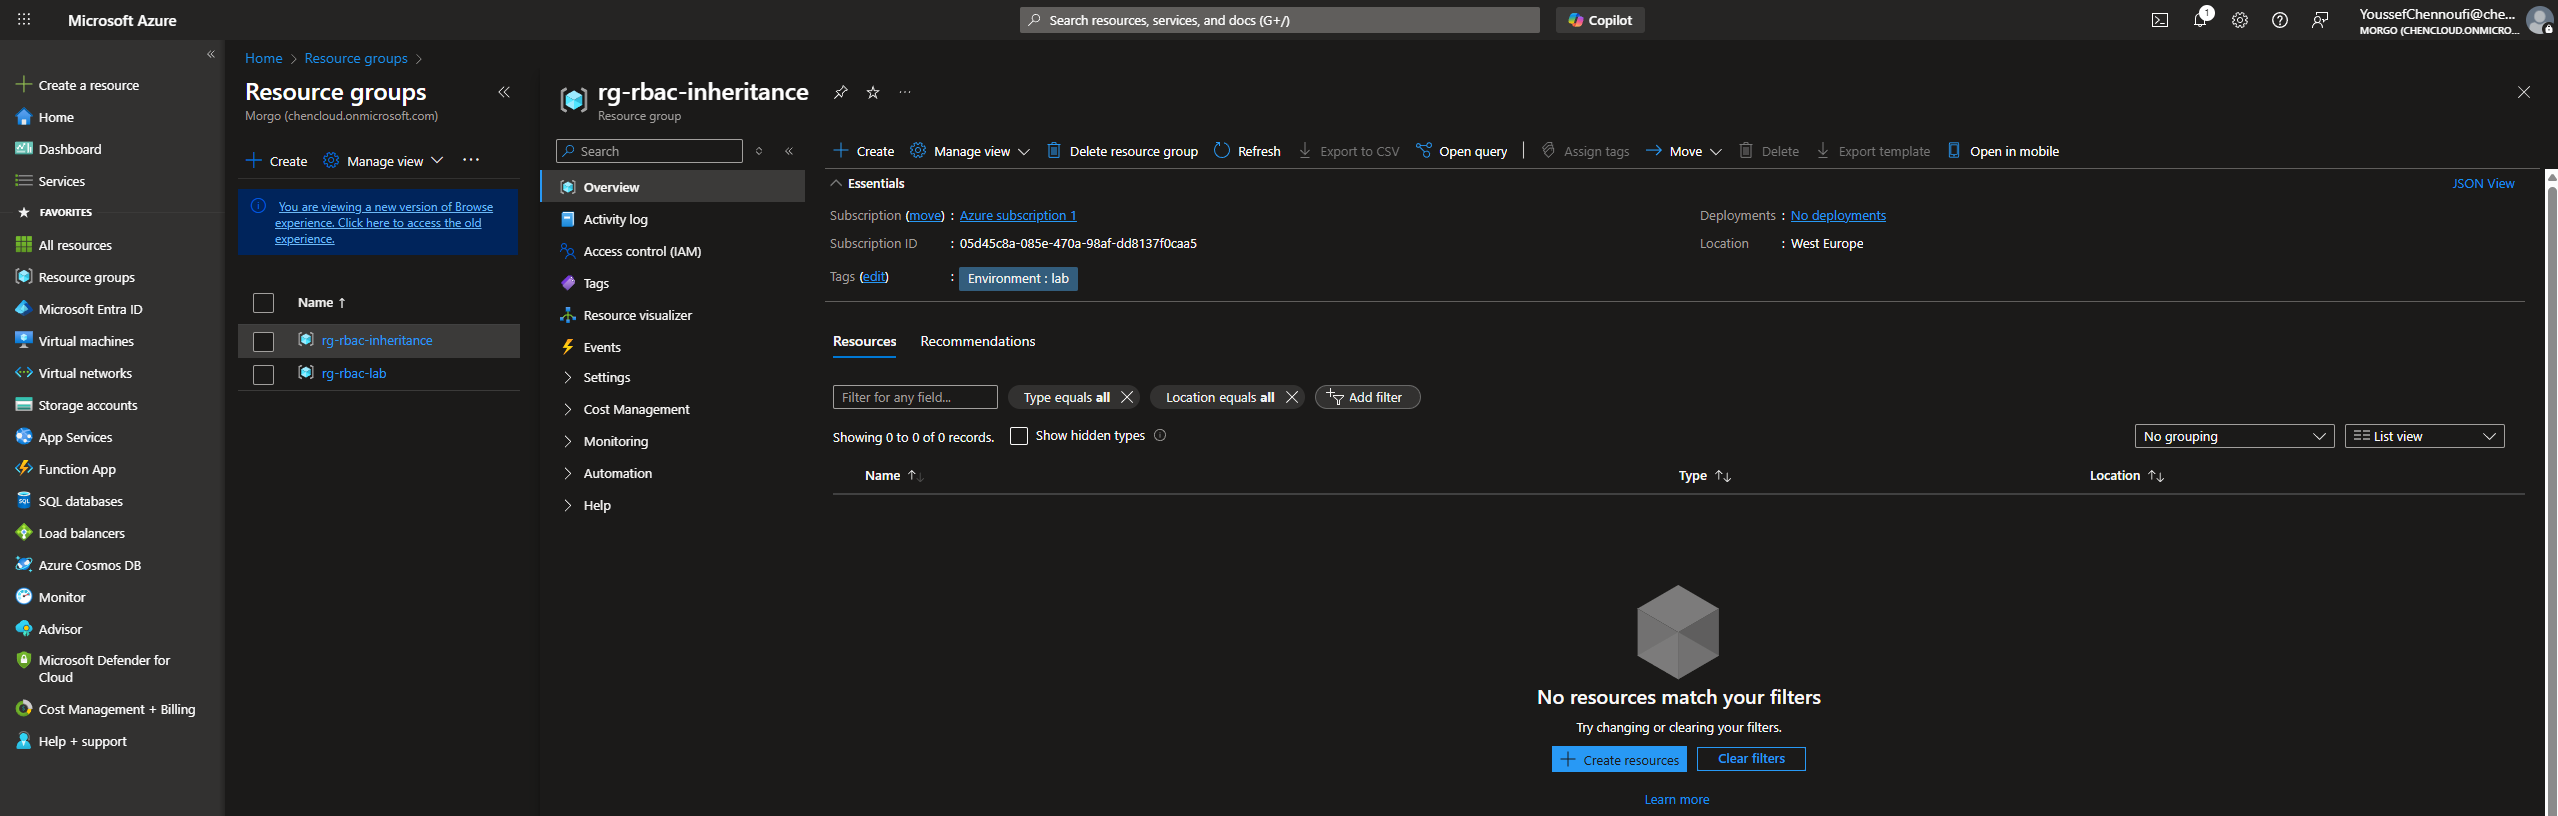 Microsoft Azure
Search resources, services, and docs (G+/)
Copilot
1
YoussefChennoufi@che...
MORGO (CHENCLOUD.ONMICRO...
Create a resource
Home
Dashboard
Services
FAVORITES
All resources
Resource groups
Microsoft Entra ID
Virtual machines
Virtual networks
Storage accounts
App Services
Function App
SQL databases
Load balancers
Azure Cosmos DB
Monitor
Advisor
Microsoft Defender for
Cloud
Cost Management + Billing
Help + support
Home > Resource groups >
Resource groups
Morgo (chencloud.onmicrosoft.com)
Create
Manage view
You are viewing a new version of Browse
experience. Click here to access the old
experience.
Name ↑
rg-rbac-inheritance
rg-rbac-lab
rg-rbac-inheritance
Resource group
Search
Overview
Activity log
Access control (IAM)
Tags
Resource visualizer
Events
Settings
Cost Management
Monitoring
Automation
Help
Create
Manage view
Delete resource group
Refresh
Export to CSV
Open query
Assign tags
Move
Delete
Export template
Open in mobile
Essentials
JSON View
Subscription (move) : Azure subscription 1
Deployments : No deployments
Subscription ID : 05d45c8a-085e-470a-98af-dd8137f0caa5
Location : West Europe
Tags (edit) : Environment : lab
Resources
Recommendations
Filter for any field...
Type equals all
Location equals all
Add filter
Showing 0 to 0 of 0 records.
Show hidden types
No grouping
List view
Name ↑↓
Type ↑↓
Location ↑↓
No resources match your filters
Try changing or clearing your filters.
Create resources
Clear filters
Learn more